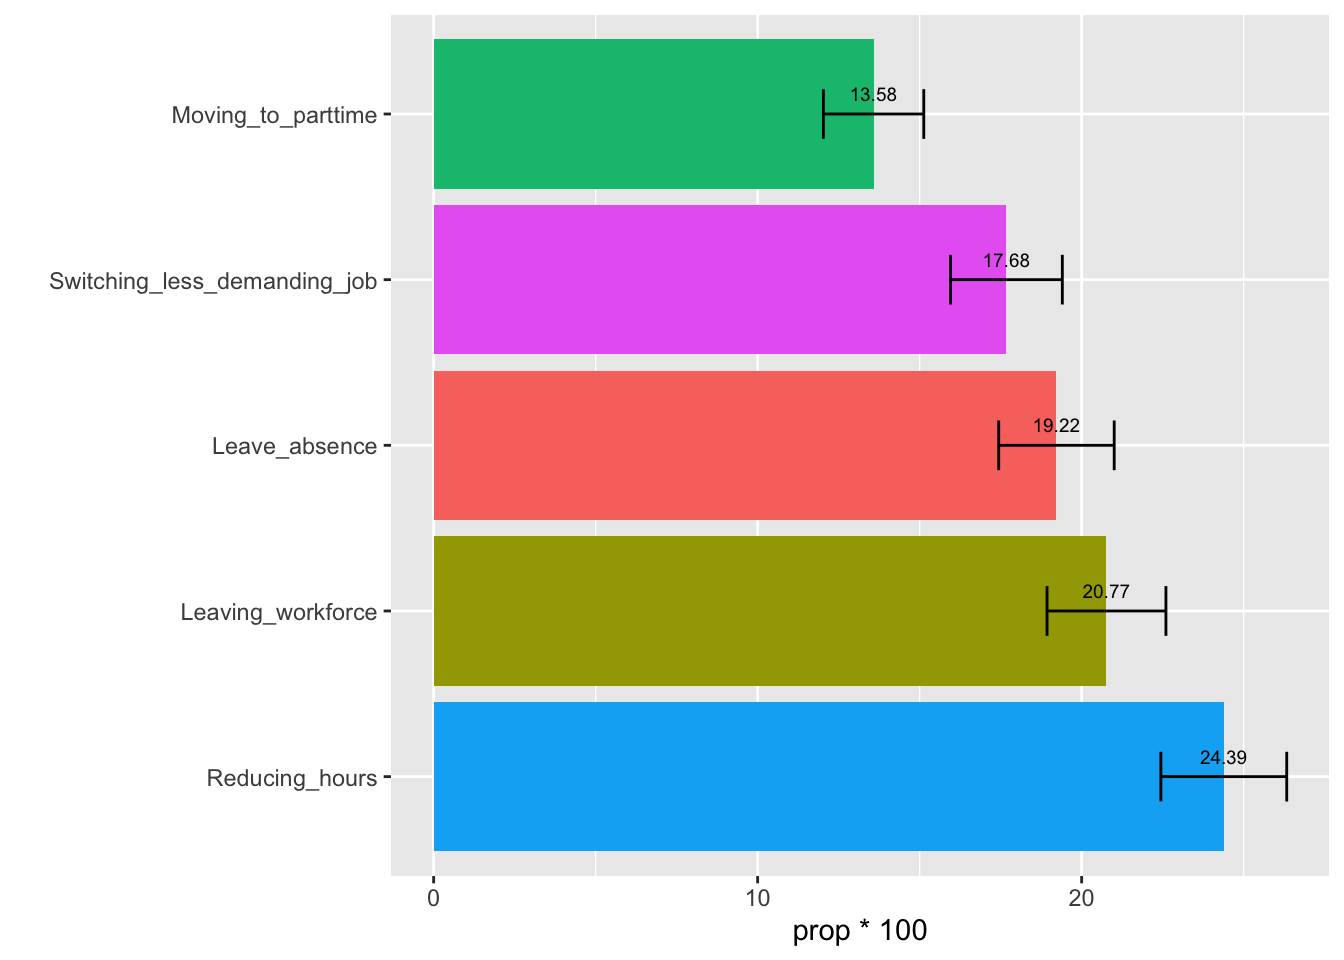 Moving_to_parttime
13.58
Switching_less_demanding_job
17.68
Leave_absence
19.22
Leaving_workforce
20.77
Reducing_hours
24.39
0 10 20
prop * 100